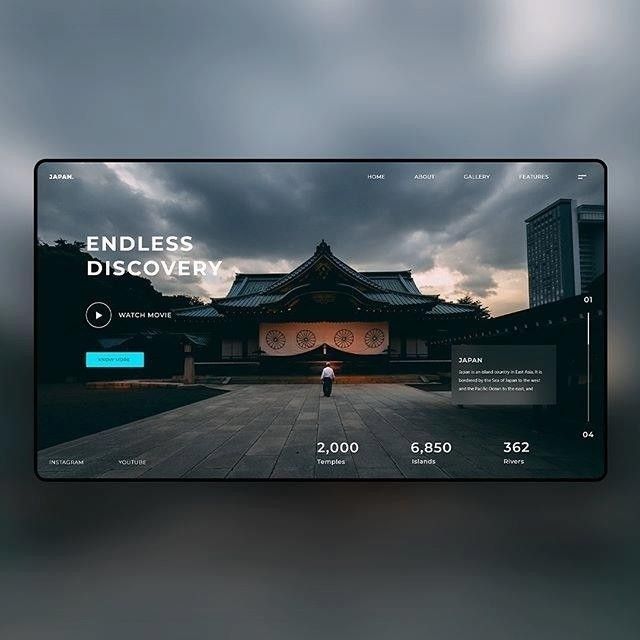 JAPAN.
HOME ABOUT GALLERY FEATURES
ENDLESS
DISCOVERY
WATCH MOVIE
KNOW MORE
01
JAPAN
Japan is an island country in East Asia. It is
bordered by the Sea of Japan to the west
and the Pacific Ocean to the east, and
04
2,000 6,850 362
Temples Islands Rivers
INSTAGRAM YOUTUBE